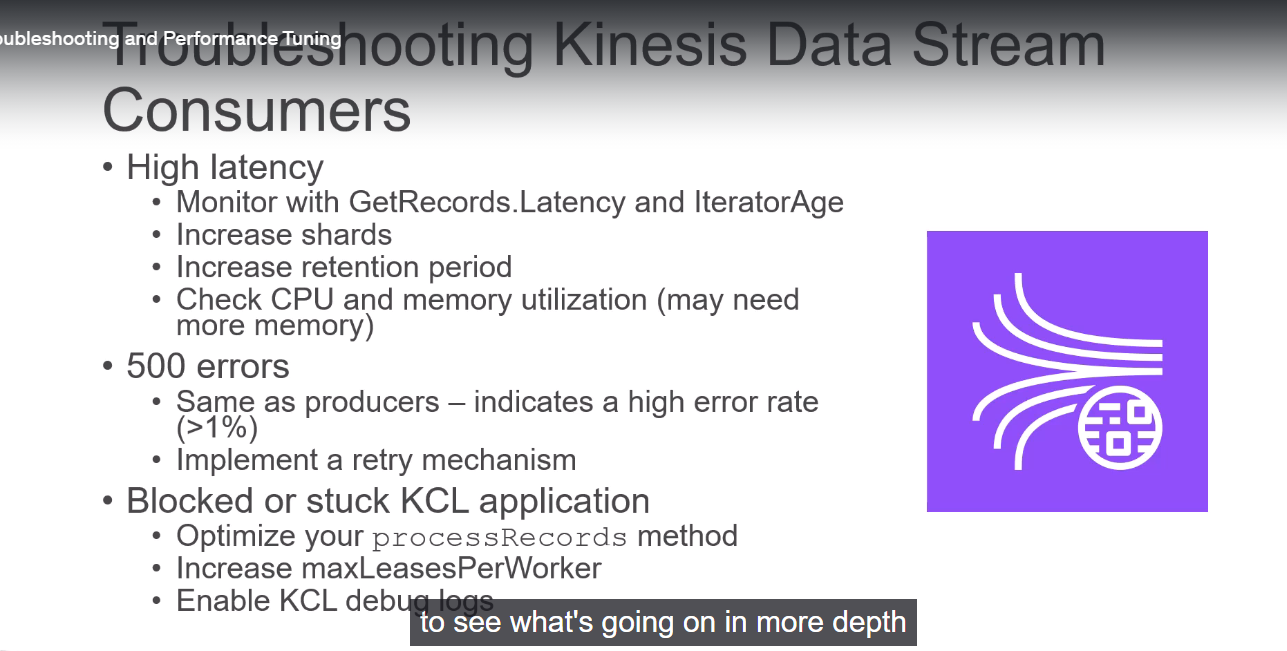 Troubleshooting Kinesis Data Stream
oubleshooting and Performance Tuning
Consumers
• High latency
• Monitor with GetRecords.Latency and IteratorAge
• Increase shards
• Increase retention period
• Check CPU and memory utilization (may need
more memory)
• 500 errors
• Same as producers – indicates a high error rate
(>1%)
• Implement a retry mechanism
• Blocked or stuck KCL application
• Optimize your processRecords method
• Increase maxLeasesPerWorker
• Enable KCL debug logs
to see what's going on in more depth